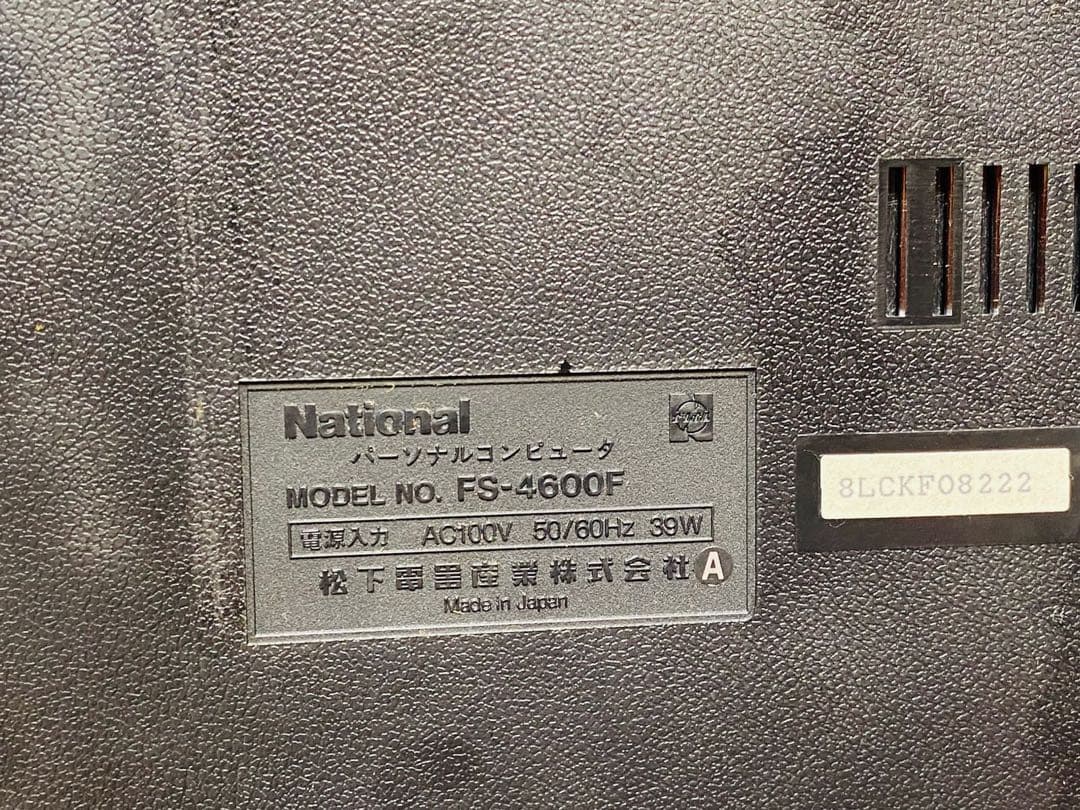 National
パーソナルコンピュータ
MODEL NO. FS-4600F
電源入力 AC100V 50/60Hz 39W
松下電器産業株式会社 A
Made in Japan
8LCKF08222